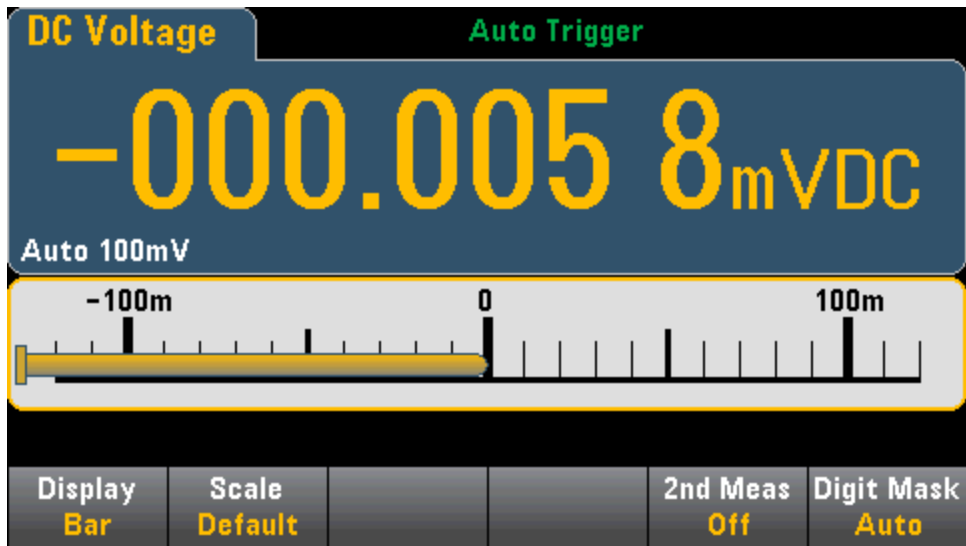 DC Voltage Auto Trigger
-000.005 8mVDC
Auto 100mV
-100m 0 100m
Display Scale 2nd Meas Digit Mask
Bar Default Off Auto